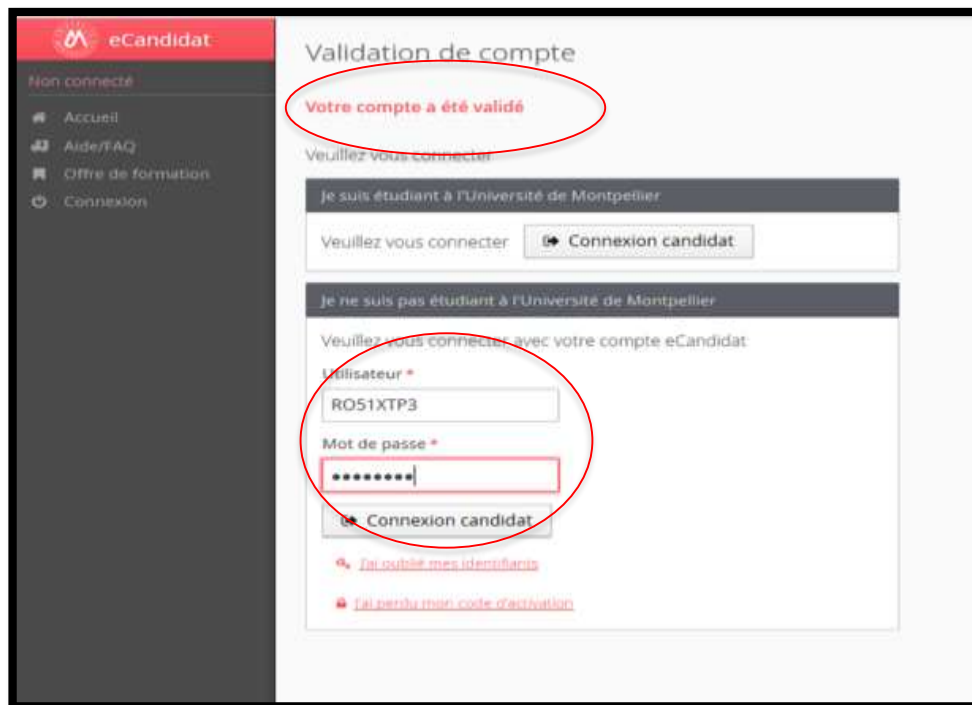 eCandidat
Non connecté
Accueil
Aide/FAQ
Offre de formation
Connexion
Validation de compte
Votre compte a été validé
Veuillez vous connecter
Je suis étudiant à l'Université de Montpellier
Veuillez vous connecter Connexion candidat
Je ne suis pas étudiant à l'Université de Montpellier
Veuillez vous connecter avec votre compte eCandidat
Utilisateur *
RO51XTP3
Mot de passe *
••••••••
Connexion candidat
J'ai oublié mes identifiants
J'ai perdu mon code d'activation